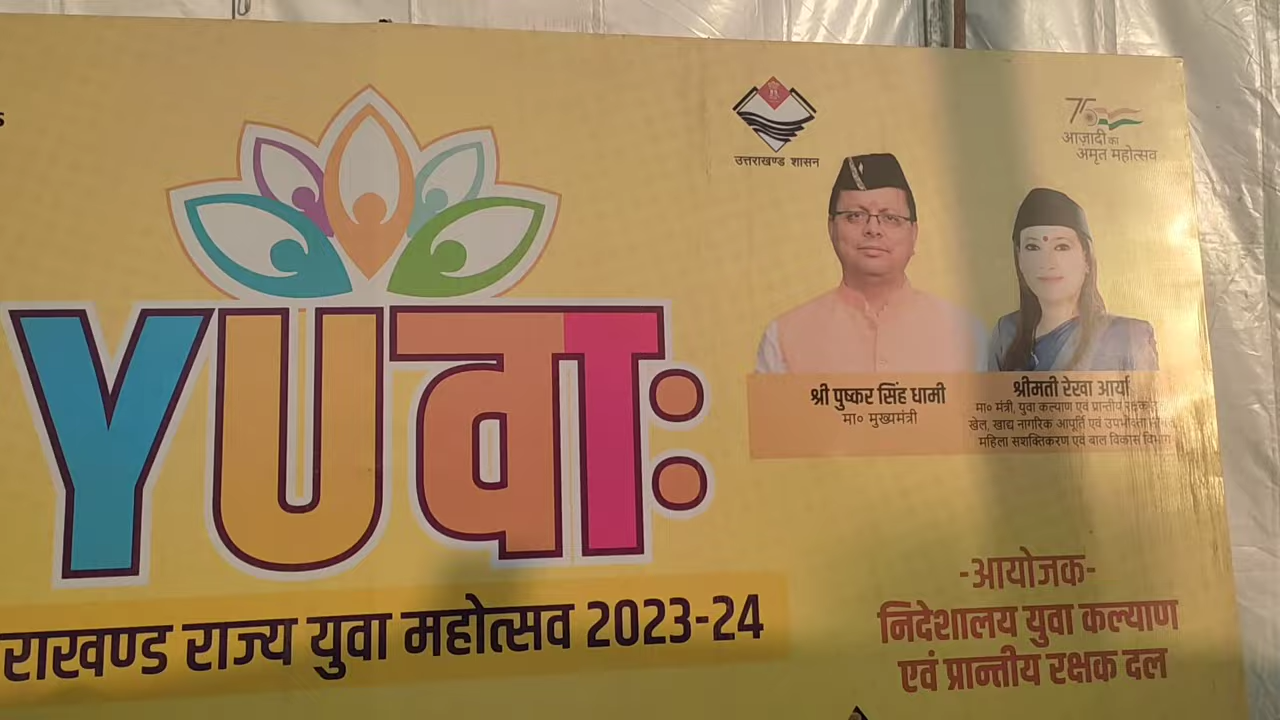 उत्तराखण्ड शासन
75
आज़ादी का
अमृत महोत्सव
YUवाः
श्री पुष्कर सिंह धामी
मा० मुख्यमंत्री
श्रीमती रेखा आर्या
मा० मंत्री, युवा कल्याण एवं प्रान्तीय रक्षक
खेल, खाद्य नागरिक आपूर्ति एवं उपभोक्ता
महिला सशक्तिकरण एवं बाल विकास विभाग
राखण्ड राज्य युवा महोत्सव 2023-24
-आयोजक-
निदेशालय युवा कल्याण
एवं प्रान्तीय रक्षक दल